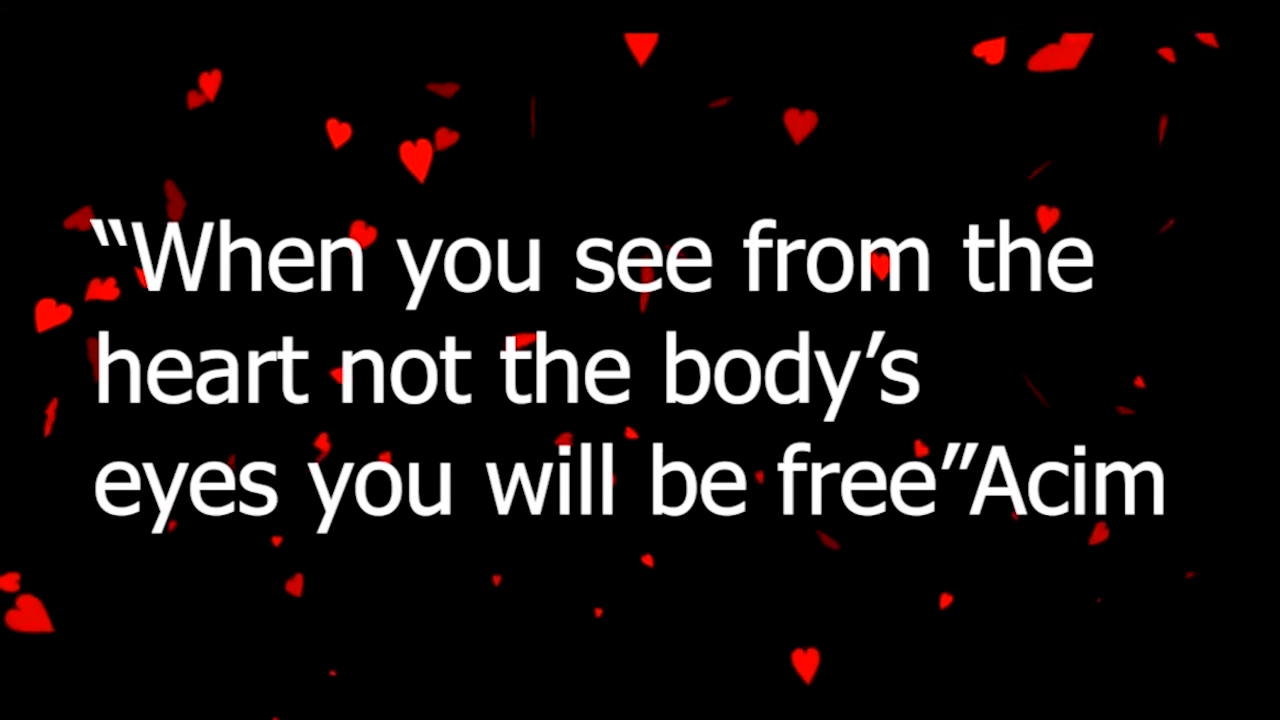 “When you see from the
heart not the body’s
eyes you will be free”Acim